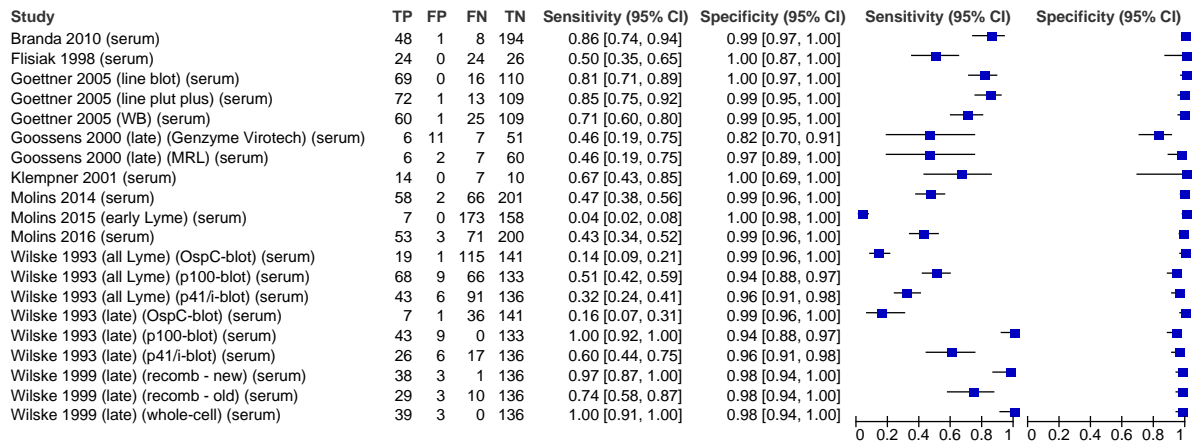 Study TP FP FN TN Sensitivity (95% CI) Specificity (95% CI) Sensitivity (95% CI) Specificity (95% CI)
Branda 2010 (serum) 48 1 8 194 0.86 [0.74, 0.94] 0.99 [0.97, 1.00]
Flisiak 1998 (serum) 24 0 24 26 0.50 [0.35, 0.65] 1.00 [0.87, 1.00]
Goettner 2005 (line blot) (serum) 69 0 16 110 0.81 [0.71, 0.89] 1.00 [0.97, 1.00]
Goettner 2005 (line plut plus) (serum) 72 1 13 109 0.85 [0.75, 0.92] 0.99 [0.95, 1.00]
Goettner 2005 (WB) (serum) 60 1 25 109 0.71 [0.60, 0.80] 0.99 [0.95, 1.00]
Goossens 2000 (late) (Genzyme Virotech) (serum) 6 11 7 51 0.46 [0.19, 0.75] 0.82 [0.70, 0.91]
Goossens 2000 (late) (MRL) (serum) 6 2 7 60 0.46 [0.19, 0.75] 0.97 [0.89, 1.00]
Klempner 2001 (serum) 14 0 7 10 0.67 [0.43, 0.85] 1.00 [0.69, 1.00]
Molins 2014 (serum) 58 2 66 201 0.47 [0.38, 0.56] 0.99 [0.96, 1.00]
Molins 2015 (early Lyme) (serum) 7 0 173 158 0.04 [0.02, 0.08] 1.00 [0.98, 1.00]
Molins 2016 (serum) 53 3 71 200 0.43 [0.34, 0.52] 0.99 [0.96, 1.00]
Wilske 1993 (all Lyme) (OspC-blot) (serum) 19 1 115 141 0.14 [0.09, 0.21] 0.99 [0.96, 1.00]
Wilske 1993 (all Lyme) (p100-blot) (serum) 68 9 66 133 0.51 [0.42, 0.59] 0.94 [0.88, 0.97]
Wilske 1993 (all Lyme) (p41/i-blot) (serum) 43 6 91 136 0.32 [0.24, 0.41] 0.96 [0.91, 0.98]
Wilske 1993 (late) (OspC-blot) (serum) 7 1 36 141 0.16 [0.07, 0.31] 0.99 [0.96, 1.00]
Wilske 1993 (late) (p100-blot) (serum) 43 9 0 133 1.00 [0.92, 1.00] 0.94 [0.88, 0.97]
Wilske 1993 (late) (p41/i-blot) (serum) 26 6 17 136 0.60 [0.44, 0.75] 0.96 [0.91, 0.98]
Wilske 1999 (late) (recomb - new) (serum) 38 3 1 136 0.97 [0.87, 1.00] 0.98 [0.94, 1.00]
Wilske 1999 (late) (recomb - old) (serum) 29 3 10 136 0.74 [0.58, 0.87] 0.98 [0.94, 1.00]
Wilske 1999 (late) (whole-cell) (serum) 39 3 0 136 1.00 [0.91, 1.00] 0.98 [0.94, 1.00]
0 0.2 0.4 0.6 0.8 1 0 0.2 0.4 0.6 0.8 1